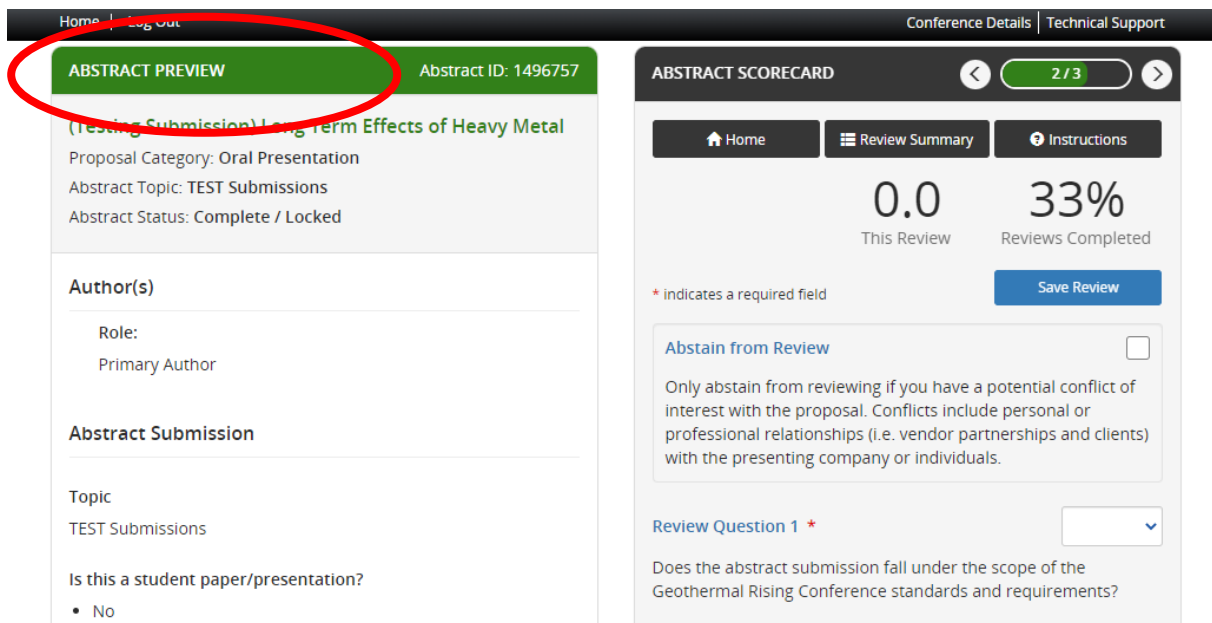 Home | Log Out
Conference Details | Technical Support
ABSTRACT PREVIEW
Abstract ID: 1496757
(Testing Submission) Long Term Effects of Heavy Metal
Proposal Category: Oral Presentation
Abstract Topic: TEST Submissions
Abstract Status: Complete / Locked
Author(s)
Role:
Primary Author
Abstract Submission
Topic
TEST Submissions
Is this a student paper/presentation?
• No
ABSTRACT SCORECARD
2 / 3
Home
Review Summary
Instructions
0.0
This Review
33%
Reviews Completed
* indicates a required field
Save Review
Abstain from Review
Only abstain from reviewing if you have a potential conflict of
interest with the proposal. Conflicts include personal or
professional relationships (i.e. vendor partnerships and clients)
with the presenting company or individuals.
Review Question 1 *
Does the abstract submission fall under the scope of the
Geothermal Rising Conference standards and requirements?